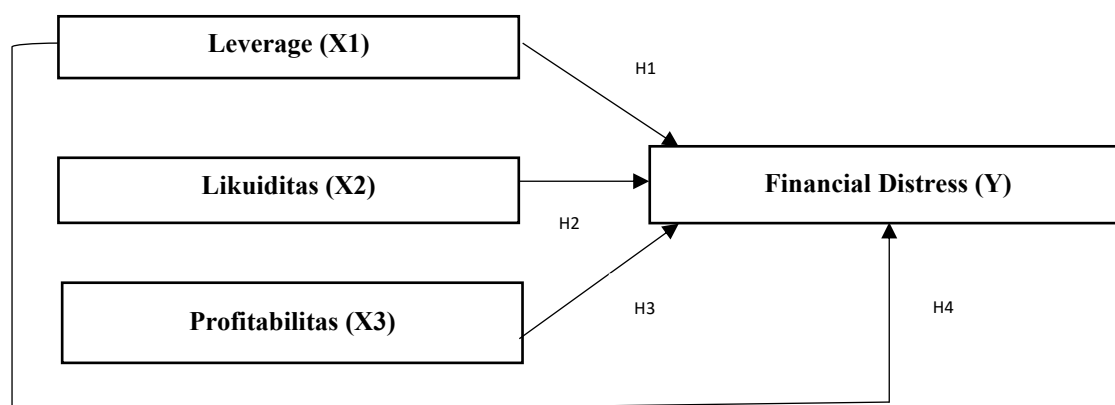 Leverage (X1)
H1
Likuiditas (X2)
Financial Distress (Y)
H2
Profitabilitas (X3)
H3
H4